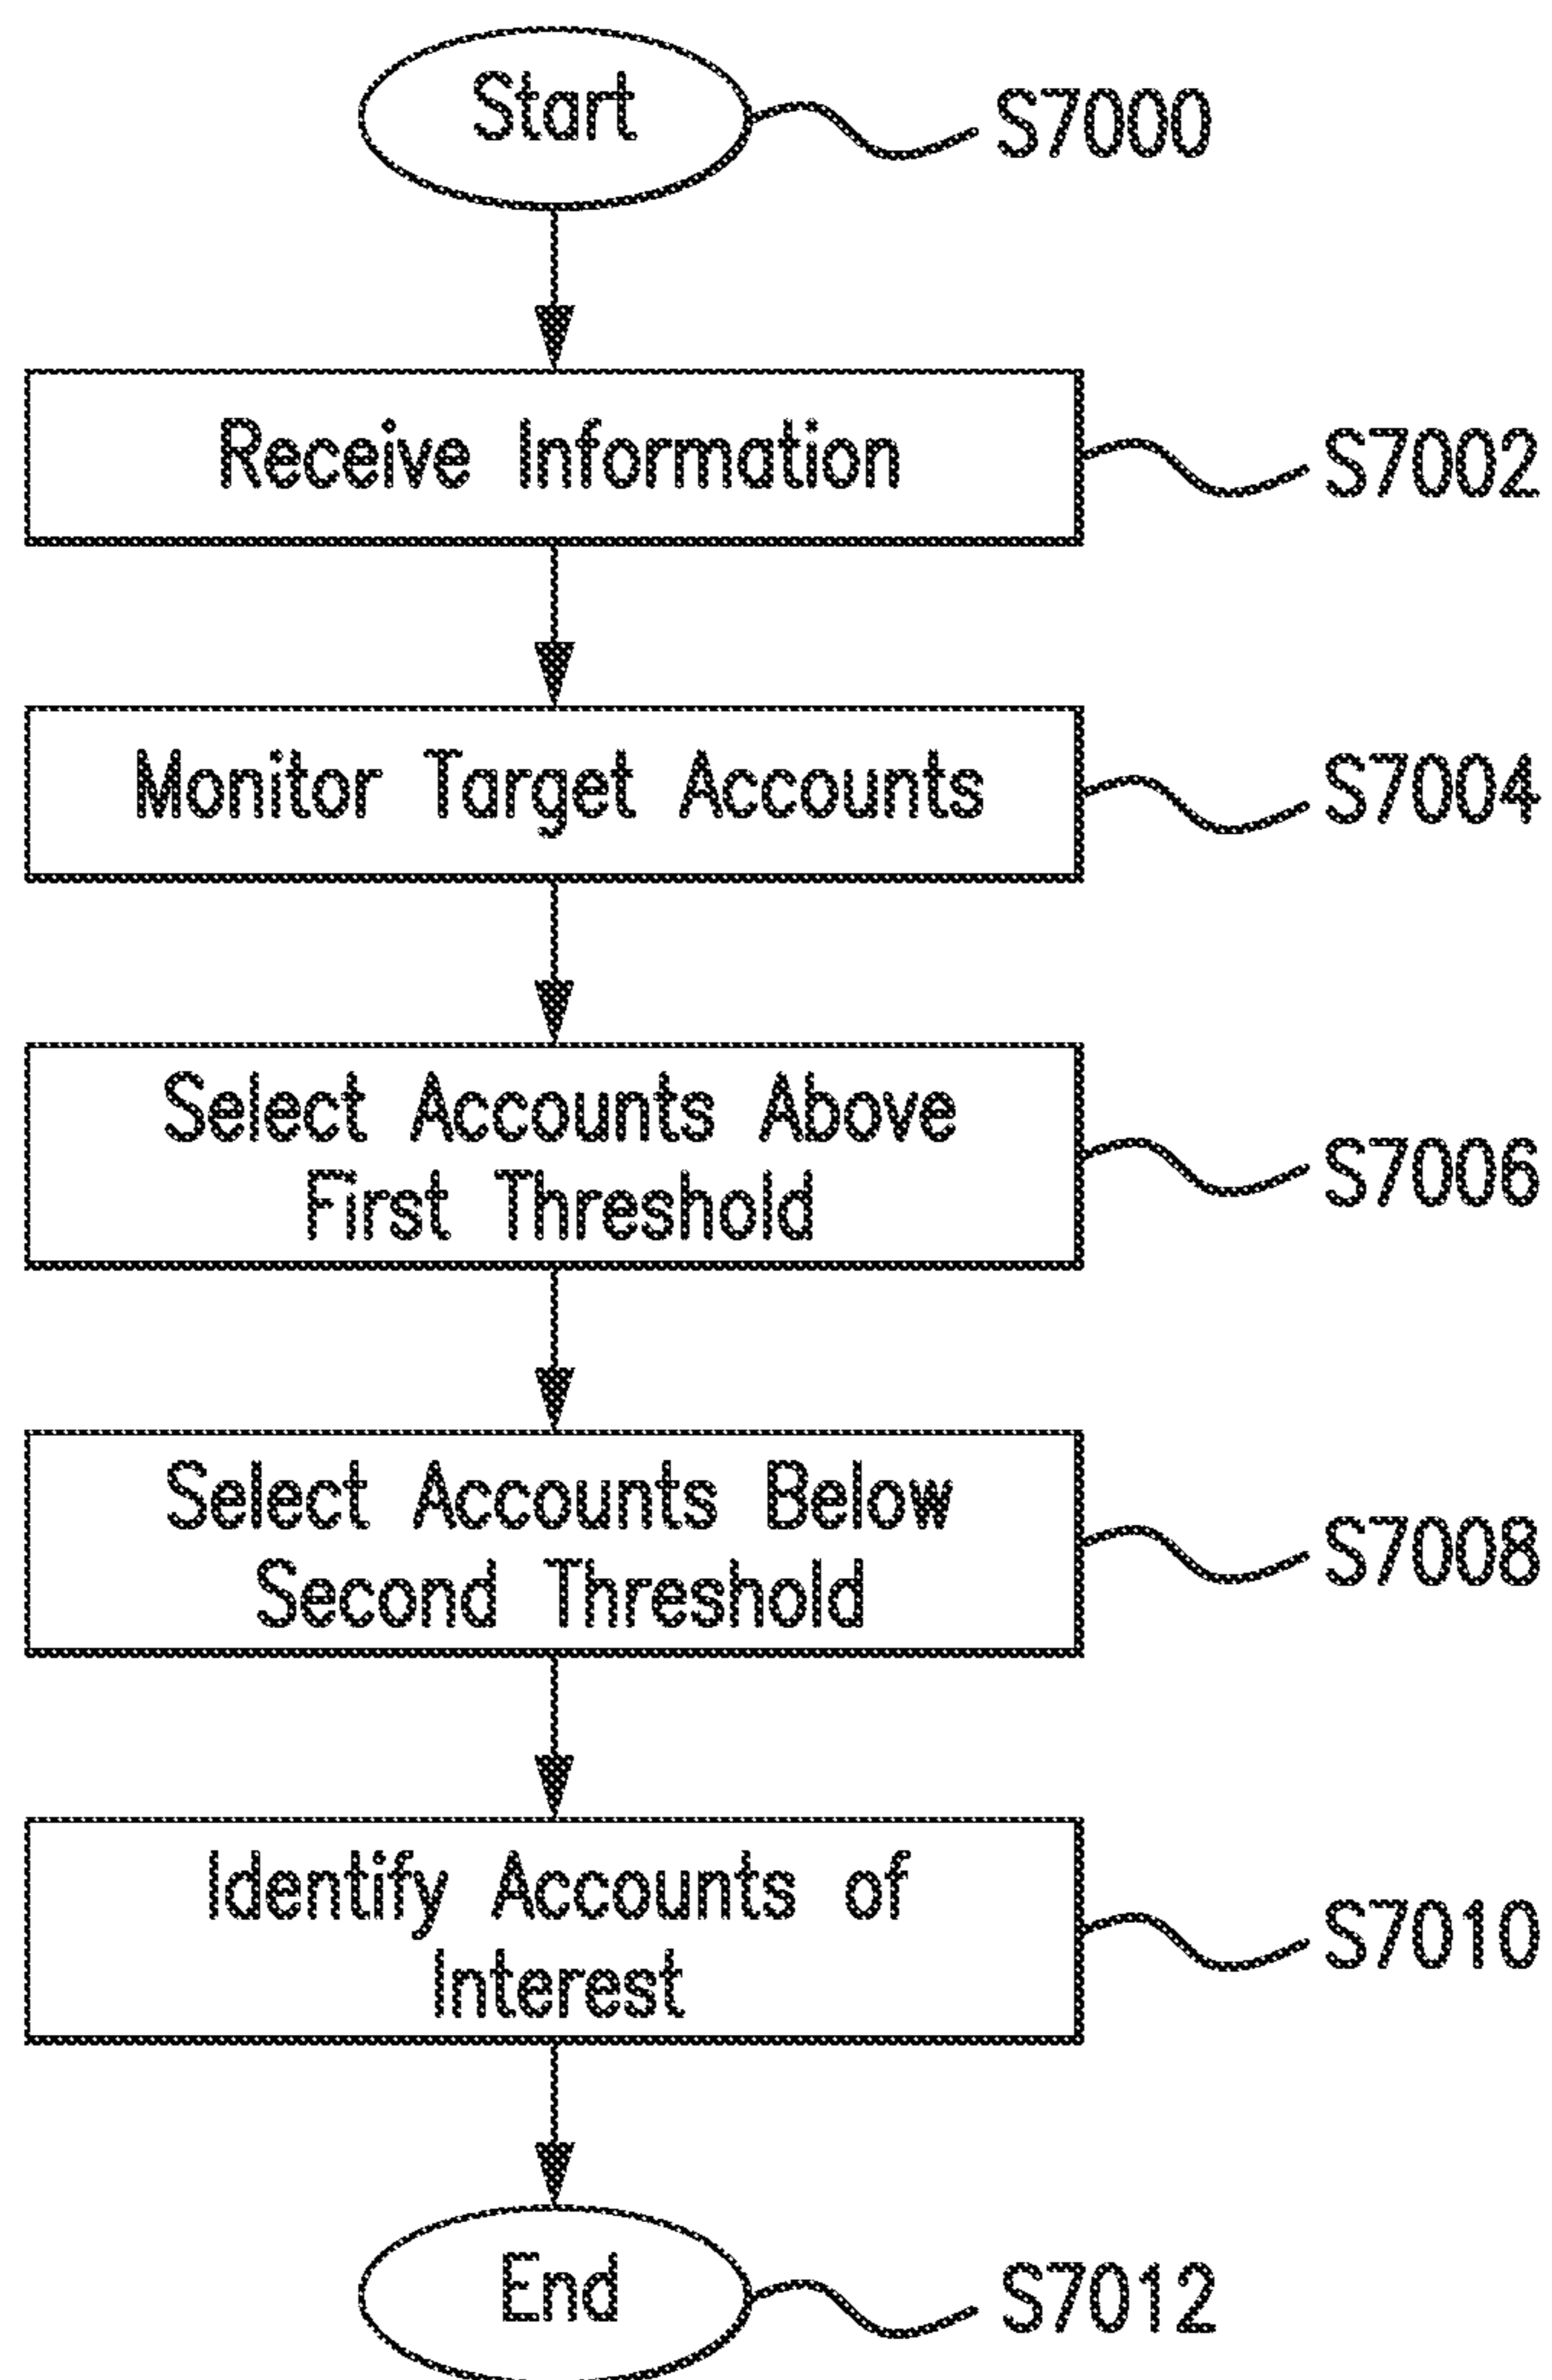 Start
S7000
Receive Information
S7002
Monitor Target Accounts
S7004
Select Accounts Above
First Threshold
S7006
Select Accounts Below
Second Threshold
S7008
Identify Accounts of
Interest
S7010
End
S7012